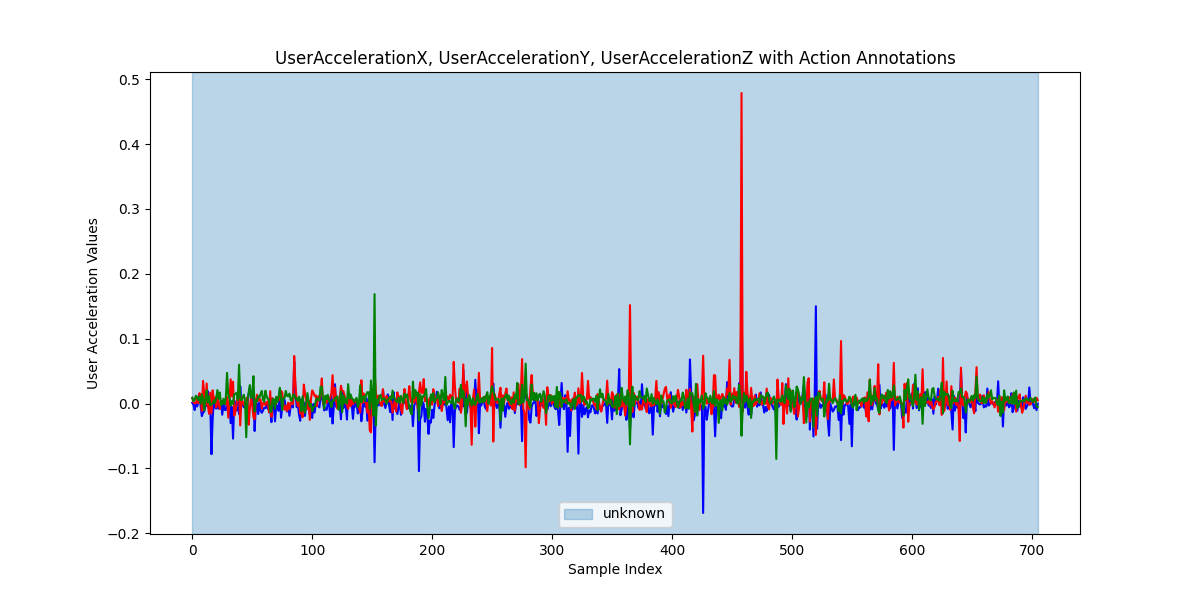 UserAccelerationX, UserAccelerationY, UserAccelerationZ with Action Annotations
User Acceleration Values
0.5
0.4
0.3
0.2
0.1
0.0
−0.1
−0.2
unknown
0 100 200 300 400 500 600 700
Sample Index